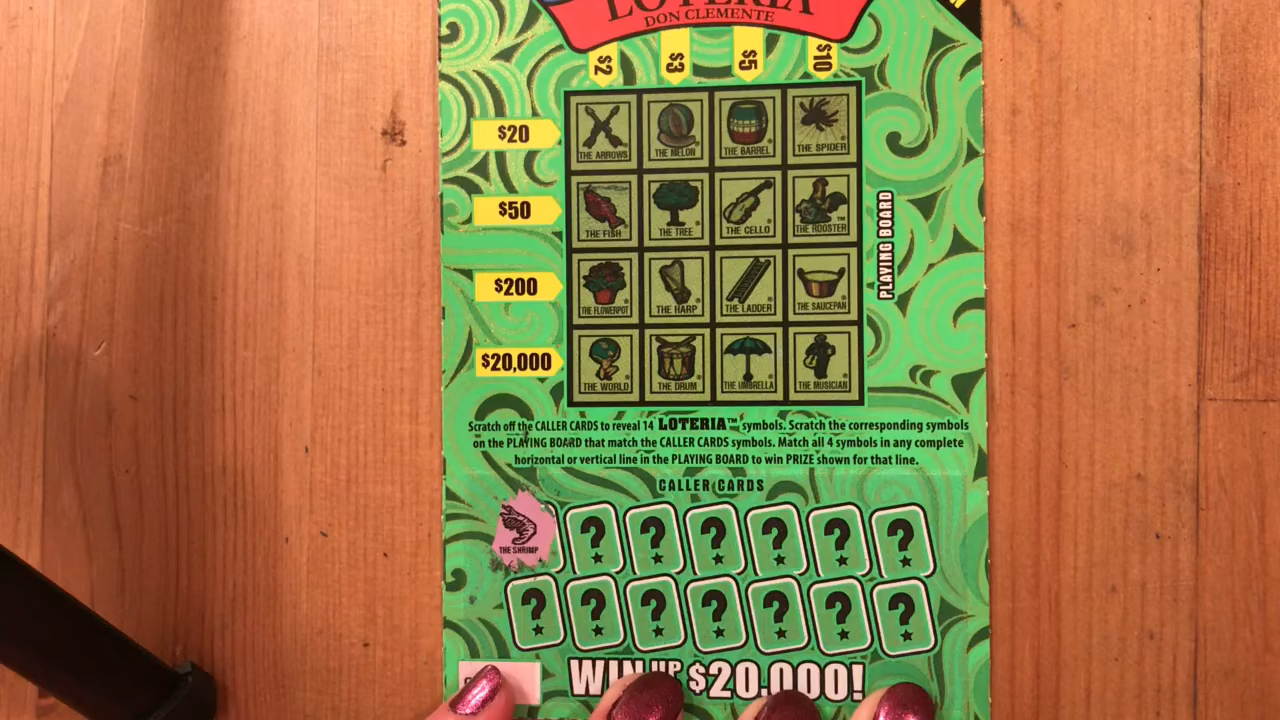 LOTERIA
DON CLEMENTE
$2 $3 $5 $10
$20
THE ARROWS THE MELON THE BARREL THE SPIDER
$50
THE FISH THE TREE THE CELLO THE ROOSTER™
$200
THE FLOWERPOT THE HARP THE LADDER THE SAUCEPAN
$20,000
THE WORLD THE DRUM THE UMBRELLA THE MUSICIAN
PLAYING BOARD
Scratch off the CALLER CARDS to reveal 14 LOTERIA™ symbols. Scratch the corresponding symbols
on the PLAYING BOARD that match the CALLER CARDS symbols. Match all 4 symbols in any complete
horizontal or vertical line in the PLAYING BOARD to win PRIZE shown for that line.
CALLER CARDS
THE SHRIMP
? ? ? ? ? ?
? ? ? ? ? ? ?
WIN UP $20,000!